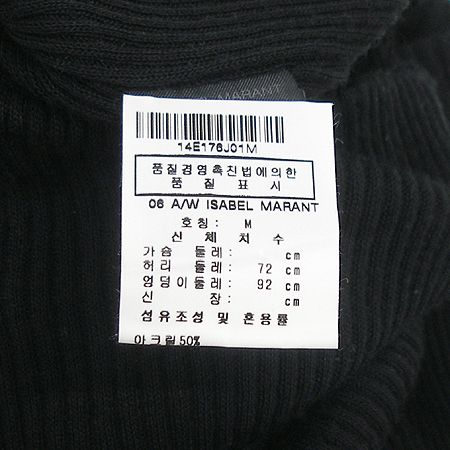 MARANT
14E176J01M
품질경영촉진법에의한
품 질 표 시
06 A/W ISABEL MARANT
호칭: M
신 체 치 수
가슴 둘레: cm
허리 둘레: 72 cm
엉덩이둘레: 92 cm
신 장: cm
섬유조성 및 혼용률
아크릴50%